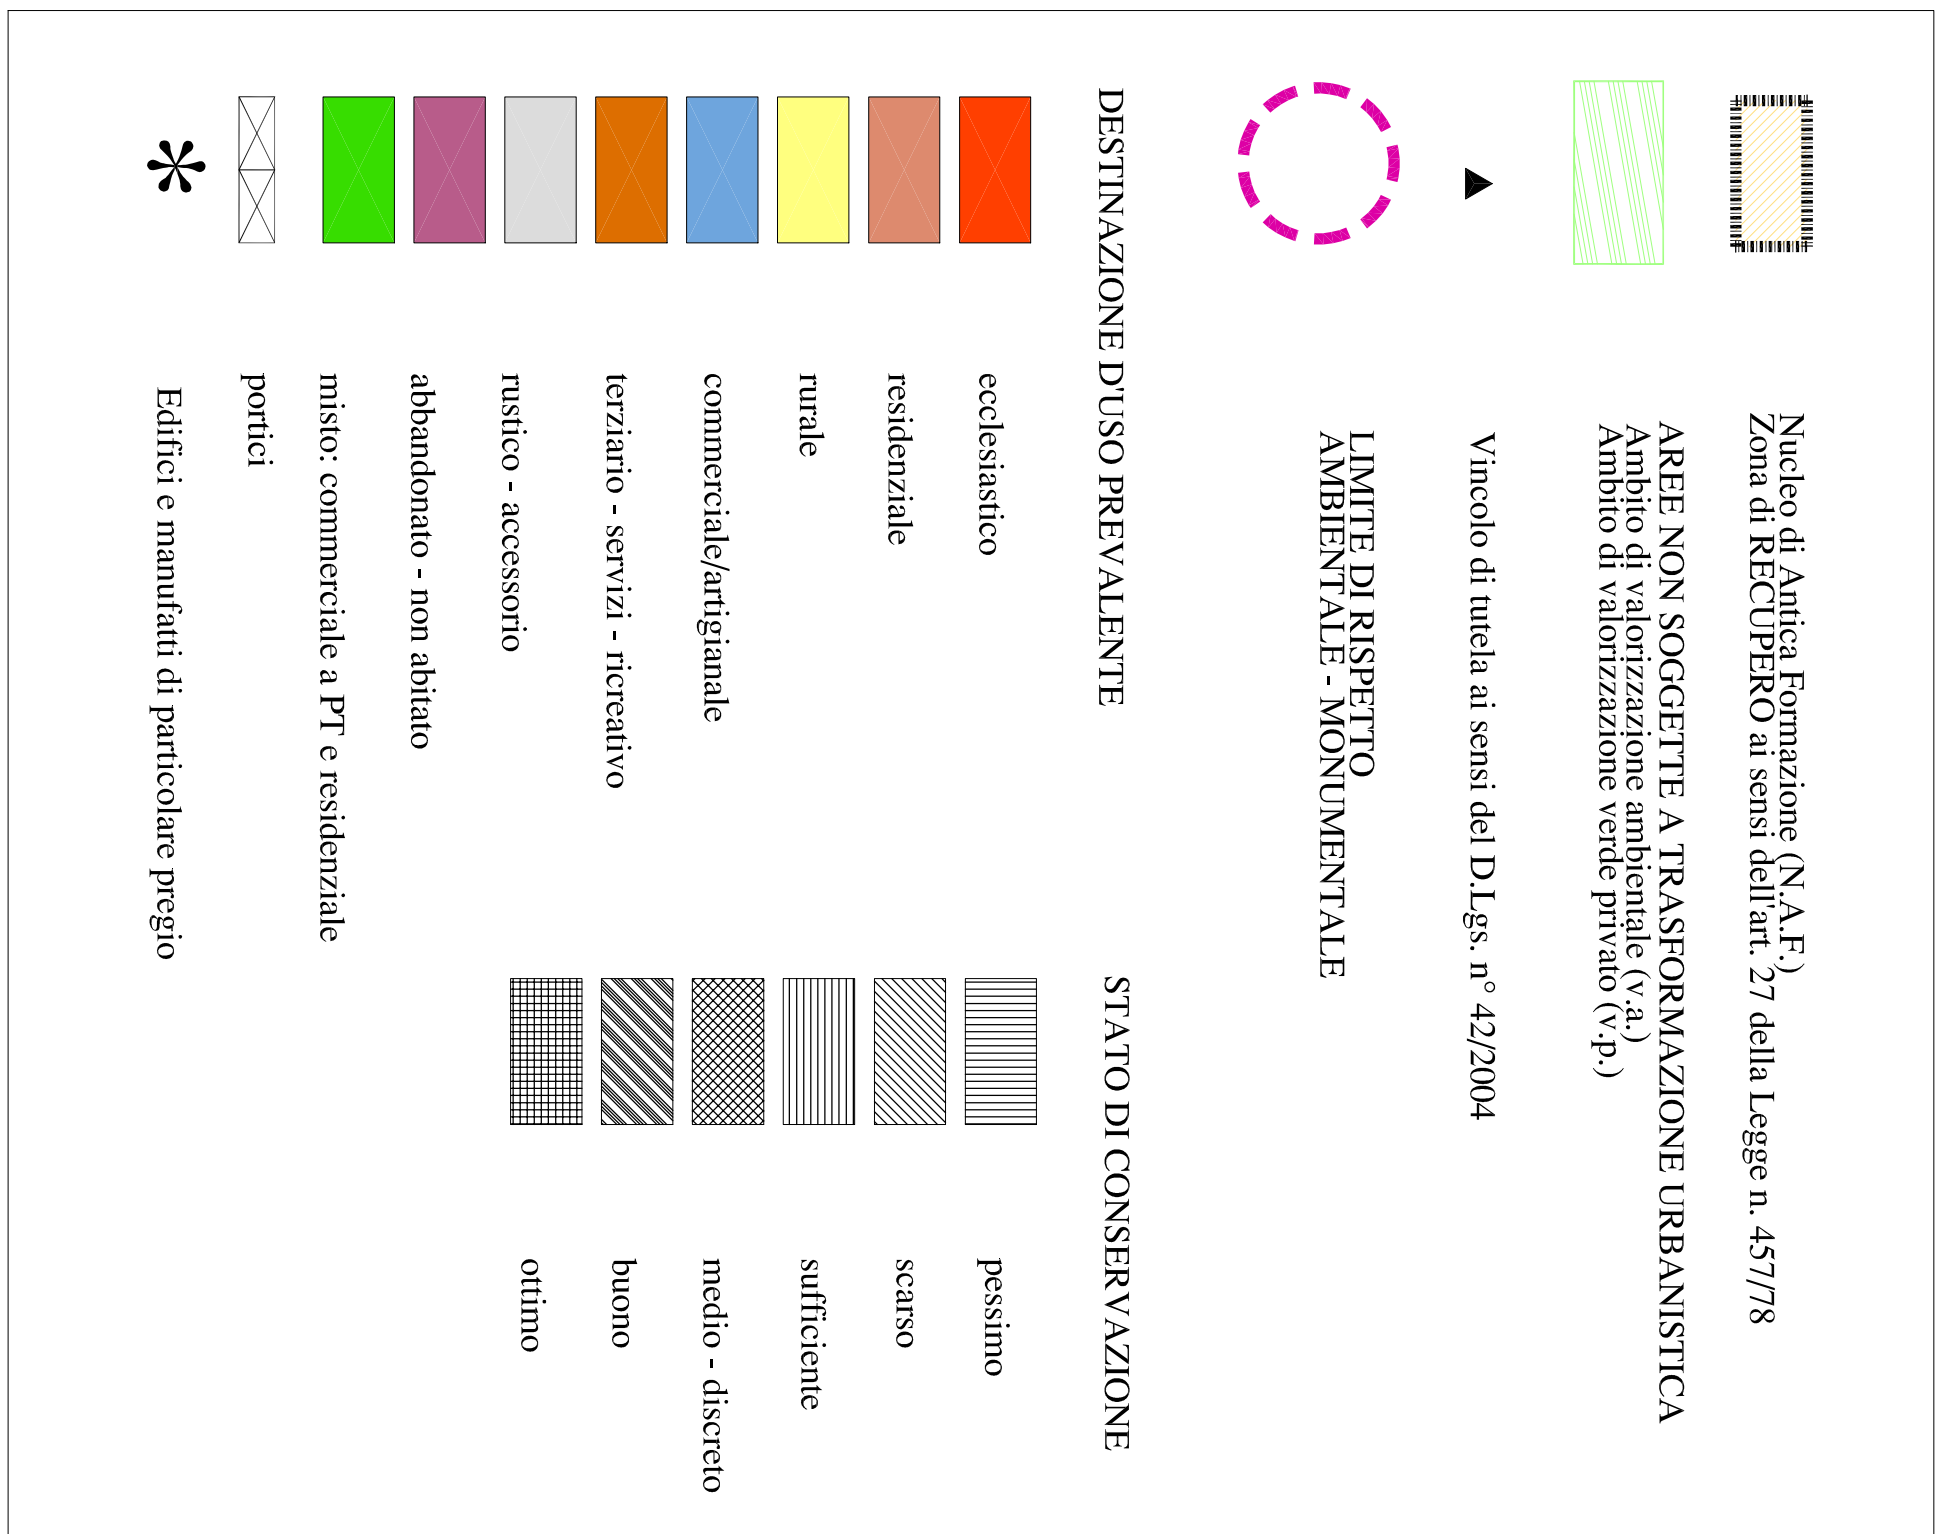 Nucleo di Antica Formazione (N.A.F.)
Zona di RECUPERO ai sensi dell'art. 27 della Legge n. 457/78
AREE NON SOGGETTE A TRASFORMAZIONE URBANISTICA
Ambito di valorizzazione ambientale (v.a.)
Ambito di valorizzazione verde privato (v.p.)
Vincolo di tutela ai sensi del D.Lgs. n° 42/2004
LIMITE DI RISPETTO
AMBIENTALE - MONUMENTALE
DESTINAZIONE D'USO PREVALENTE
ecclesiastico
residenziale
rurale
commerciale/artigianale
terziario - servizi - ricreativo
rustico - accessorio
abbandonato - non abitato
misto: commerciale a PT e residenziale
portici
Edifici e manufatti di particolare pregio
STATO DI CONSERVAZIONE
pessimo
scarso
sufficiente
medio - discreto
buono
ottimo